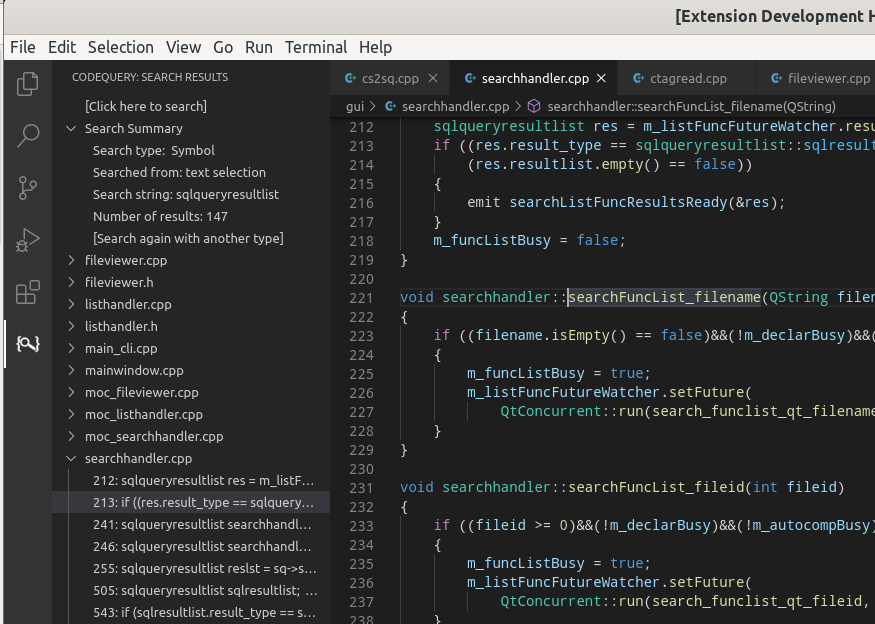 [Extension Development H
File Edit Selection View Go Run Terminal Help
CODEQUERY: SEARCH RESULTS
[Click here to search]
Search Summary
Search type: Symbol
Searched from: text selection
Search string: sqlqueryresultlist
Number of results: 147
[Search again with another type]
fileviewer.cpp
fileviewer.h
listhandler.cpp
listhandler.h
main_cli.cpp
mainwindow.cpp
moc_fileviewer.cpp
moc_listhandler.cpp
moc_searchhandler.cpp
searchhandler.cpp
212: sqlqueryresultlist res = m_listF...
213: if ((res.result_type == sqlquery...
241: sqlqueryresultlist searchhandl...
246: sqlqueryresultlist searchhandl...
255: sqlqueryresultlist reslst = sq->s...
505: sqlqueryresultlist sqlresultlist; ...
543: if (sqlresultlist.result_type == s...
cs2sq.cpp searchhandler.cpp ctagread.cpp fileviewer.cpp
gui > searchhandler.cpp > searchhandler::searchFuncList_filename(QString)
212 sqlqueryresultlist res = m_listFuncFutureWatcher.resu
213 if ((res.result_type == sqlqueryresultlist::sqlresult
214 (res.resultlist.empty() == false))
215 {
216 emit searchListFuncResultsReady(&res);
217 }
218 m_funcListBusy = false;
219 }
220
221 void searchhandler::searchFuncList_filename(QString filen
222 {
223 if ((filename.isEmpty() == false)&&(!m_declarBusy)&&(
224 {
225 m_funcListBusy = true;
226 m_listFuncFutureWatcher.setFuture(
227 QtConcurrent::run(search_funclist_qt_filename
228 }
229 }
230
231 void searchhandler::searchFuncList_fileid(int fileid)
232 {
233 if ((fileid >= 0)&&(!m_declarBusy)&&(!m_autocompBusy)
234 {
235 m_funcListBusy = true;
236 m_listFuncFutureWatcher.setFuture(
237 QtConcurrent::run(search_funclist_qt_fileid,
238 }